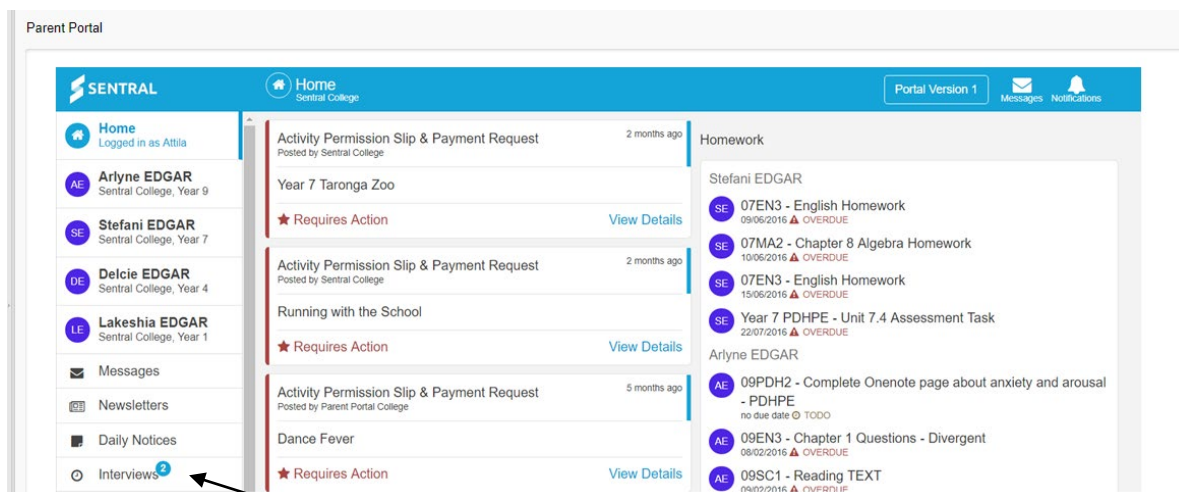 Parent Portal
SENTRAL
Home
Sentral College
Portal Version 1
Messages
Notifications
Home
Logged in as Attila
AE
Arlyne EDGAR
Sentral College, Year 9
SE
Stefani EDGAR
Sentral College, Year 7
DE
Delcie EDGAR
Sentral College, Year 4
LE
Lakeshia EDGAR
Sentral College, Year 1
Messages
Newsletters
Daily Notices
Interviews 2
Activity Permission Slip & Payment Request
2 months ago
Posted by Sentral College
Year 7 Taronga Zoo
Requires Action
View Details
Activity Permission Slip & Payment Request
2 months ago
Posted by Sentral College
Running with the School
Requires Action
View Details
Activity Permission Slip & Payment Request
5 months ago
Posted by Parent Portal College
Dance Fever
Requires Action
View Details
Homework
Stefani EDGAR
SE
07EN3 - English Homework
09/06/2016 OVERDUE
SE
07MA2 - Chapter 8 Algebra Homework
10/06/2016 OVERDUE
SE
07EN3 - English Homework
15/06/2016 OVERDUE
SE
Year 7 PDHPE - Unit 7.4 Assessment Task
22/07/2016 OVERDUE
Arlyne EDGAR
AE
09PDH2 - Complete Onenote page about anxiety and arousal
- PDHPE
no due date TODO
AE
09EN3 - Chapter 1 Questions - Divergent
08/02/2016 OVERDUE
AE
09SC1 - Reading TEXT
09/02/2016 OVERDUE